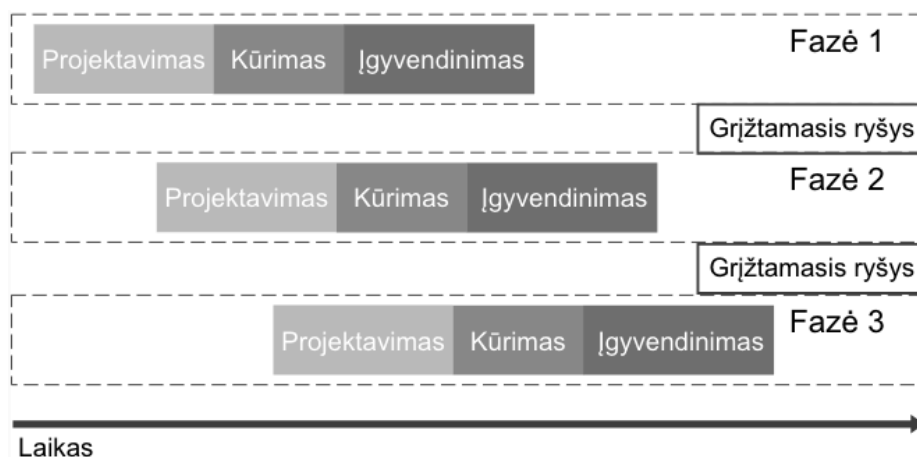 Projektavimas Kūrimas Įgyvendinimas Fazė 1
Grįžtamasis ryšys
Projektavimas Kūrimas Įgyvendinimas Fazė 2
Grįžtamasis ryšys
Projektavimas Kūrimas Įgyvendinimas Fazė 3
Laikas